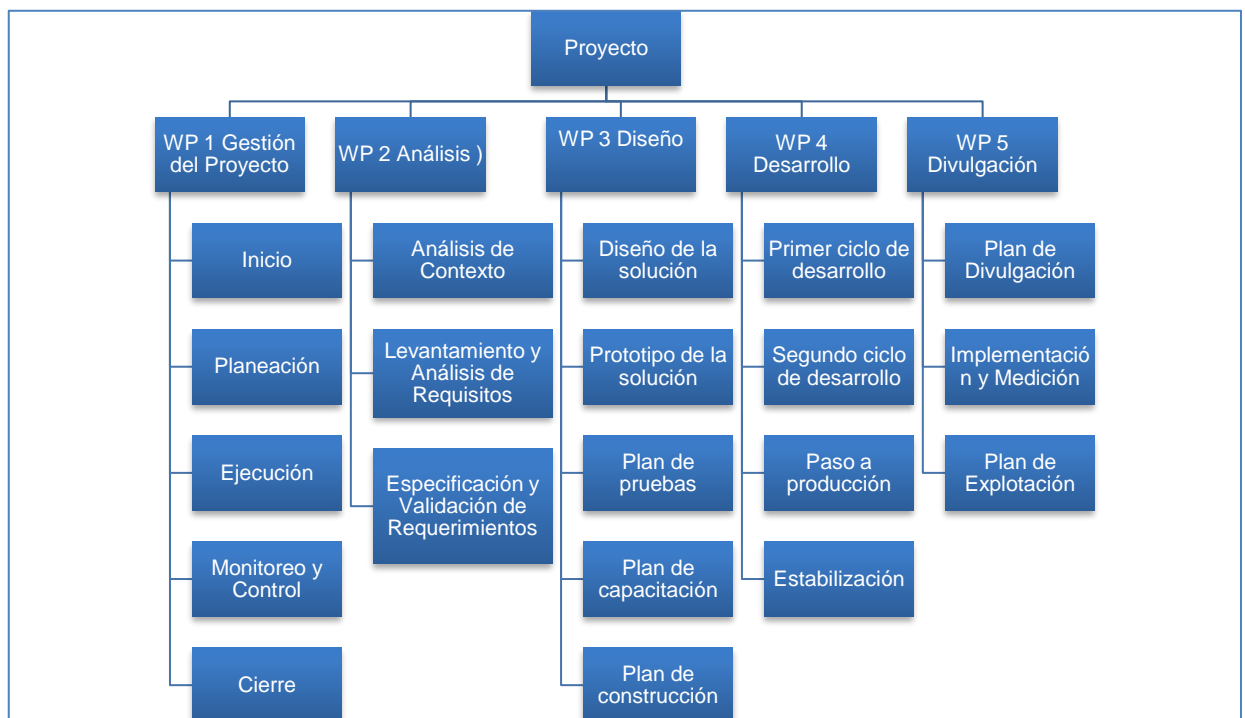 Proyecto
WP 1 Gestión
del Proyecto
Inicio
Planeación
Ejecución
Monitoreo y
Control
Cierre
WP 2 Análisis )
Análisis de
Contexto
Levantamiento y
Análisis de
Requisitos
Especificación y
Validación de
Requerimientos
WP 3 Diseño
Diseño de la
solución
Prototipo de la
solución
Plan de
pruebas
Plan de
capacitación
Plan de
construcción
WP 4
Desarrollo
Primer ciclo de
desarrollo
Segundo ciclo
de desarrollo
Paso a
producción
Estabilización
WP 5
Divulgación
Plan de
Divulgación
Implementació
n y Medición
Plan de
Explotación